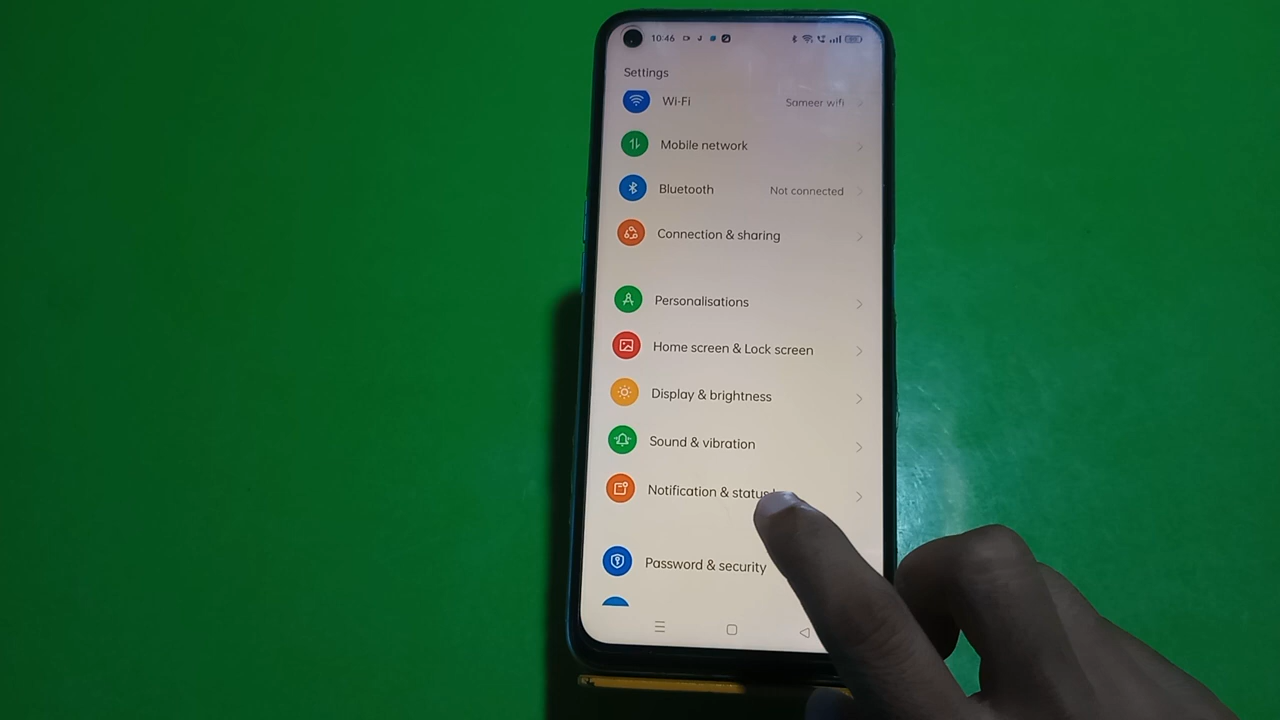 10.46
Settings
Wi-Fi Sameer wifi
Mobile network
Bluetooth Not connected
Connection & sharing
Personalisations
Home screen & Lock screen
Display & brightness
Sound & vibration
Notification & status
Password & security